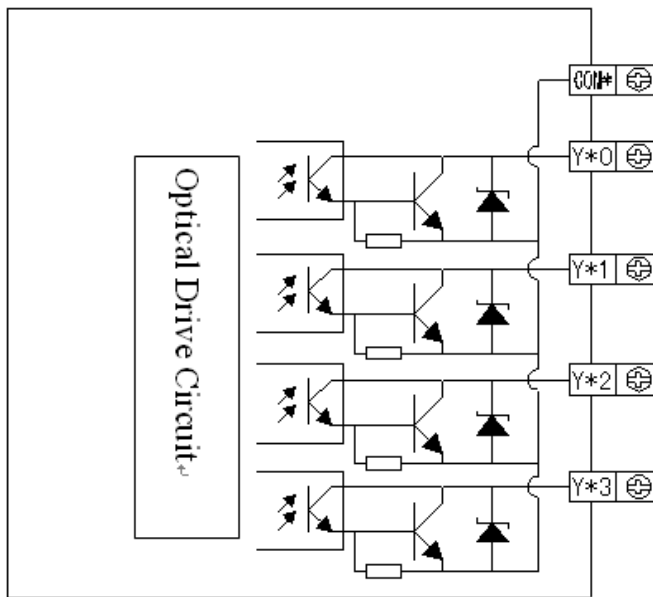 COM*
Y*0
Optical Drive Circuit↵
Y*1
Y*2
Y*3